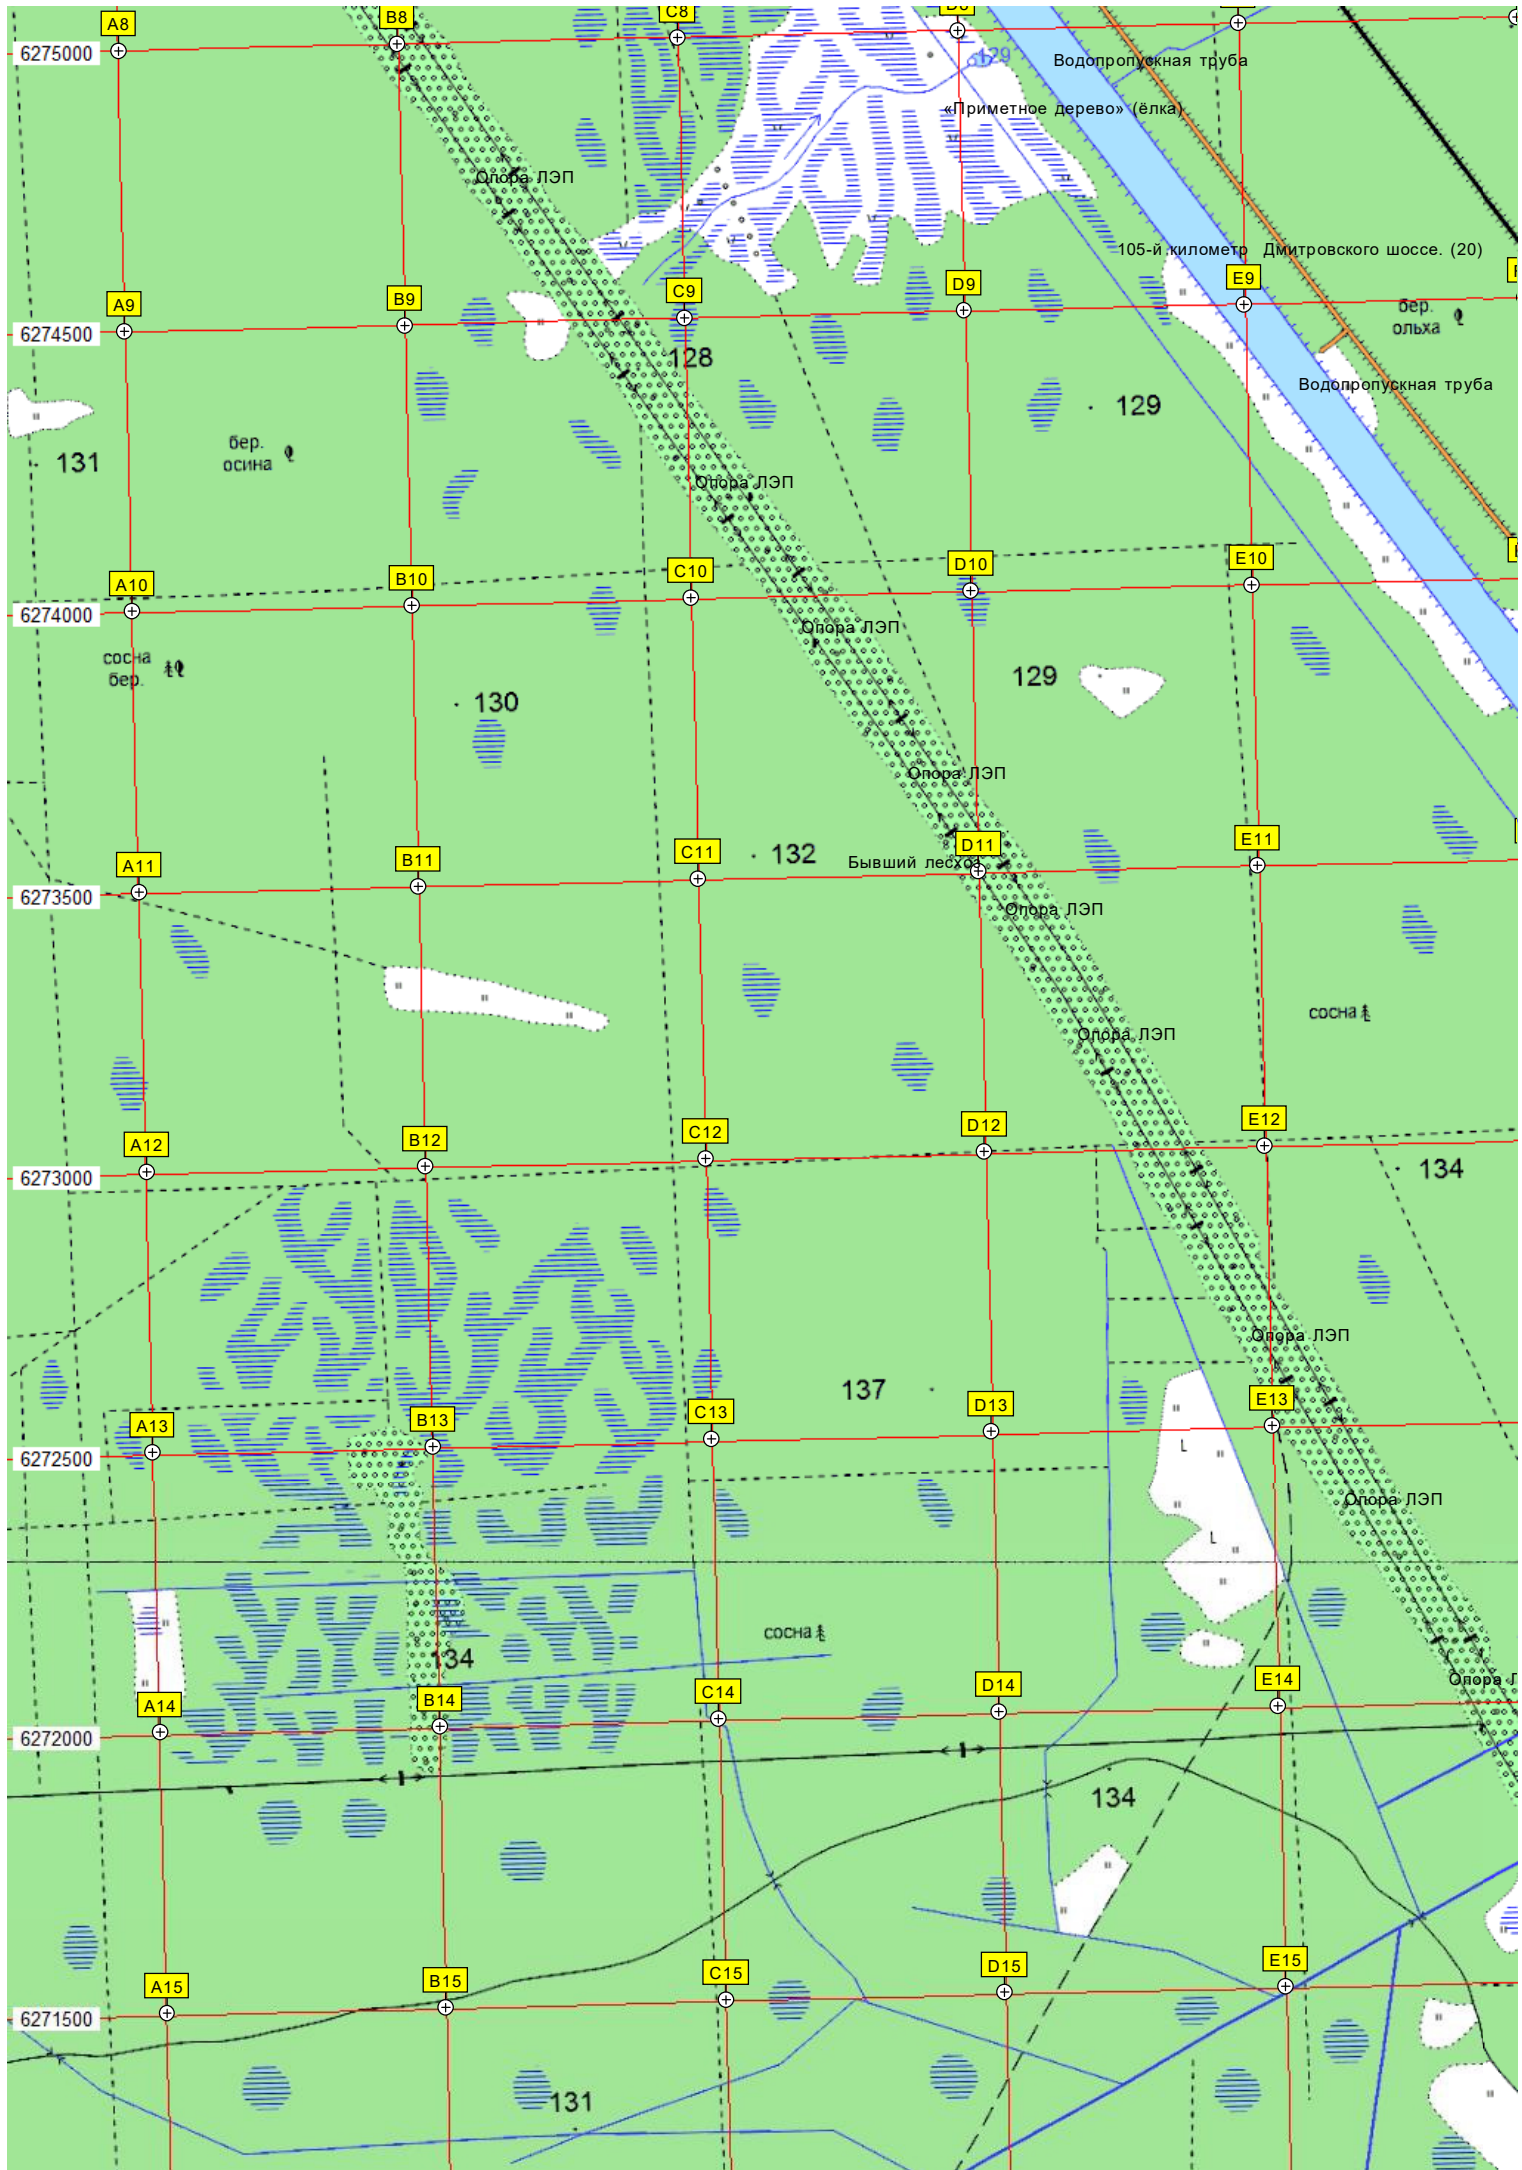 A8
B8
C8
6275000
129
Водопропускная труба
«Приметное дерево» (ёлка)
Опора ЛЭП
105-й километр Дмитровского шоссе. (20)
A9
B9
C9
D9
E9
6274500
бер.
ольха
128
Водопропускная труба
129
131
бер.
осина
Опора ЛЭП
A10
B10
C10
D10
E10
6274000
Опора ЛЭП
сосна
бер.
129
130
Опора ЛЭП
A11
B11
C11
132
D11
E11
Бывший лесхоз
6273500
Опора ЛЭП
сосна
Опора ЛЭП
A12
B12
C12
D12
E12
6273000
134
Опора ЛЭП
137
A13
B13
C13
D13
E13
6272500
L
Опора ЛЭП
L
сосна
134
Опора Л
A14
B14
C14
D14
E14
6272000
134
A15
B15
C15
D15
E15
6271500
131